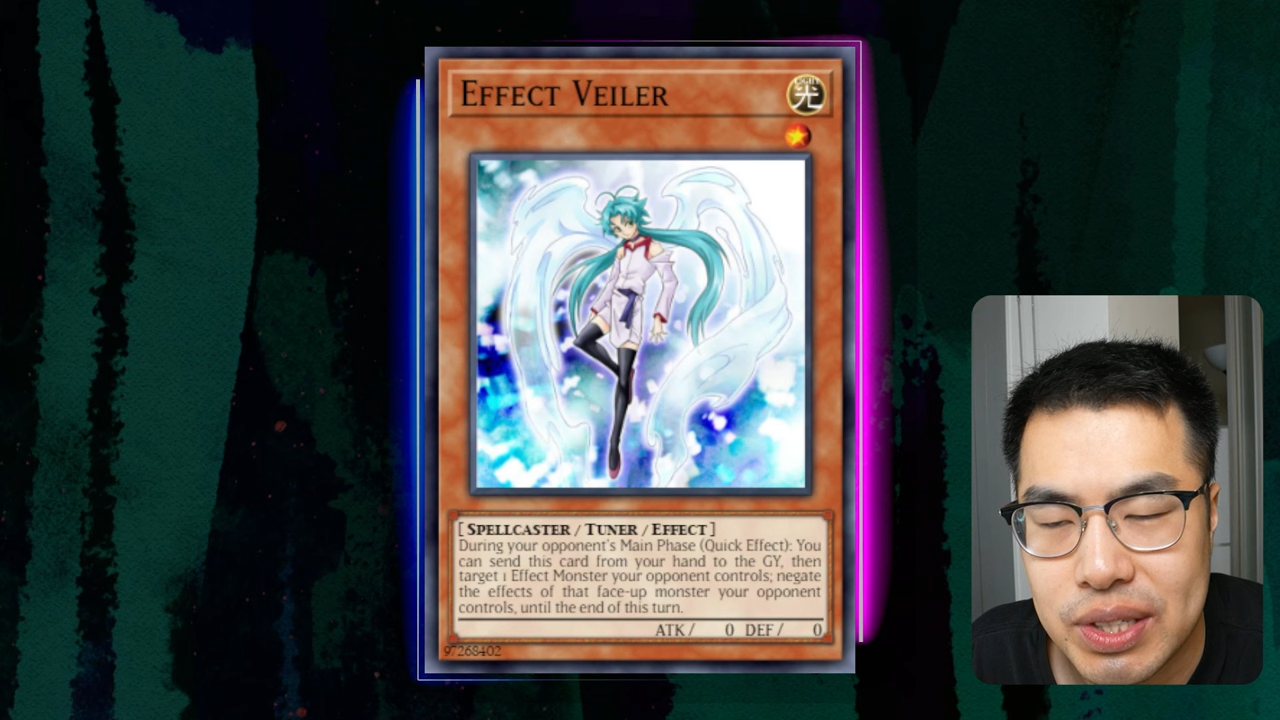 EFFECT VEILER
LIGHT
光
[ SPELLCASTER / TUNER / EFFECT ]
During your opponent's Main Phase (Quick Effect): You
can send this card from your hand to the GY, then
target 1 Effect Monster your opponent controls; negate
the effects of that face-up monster your opponent
controls, until the end of this turn.
ATK / 0 DEF / 0
97268402